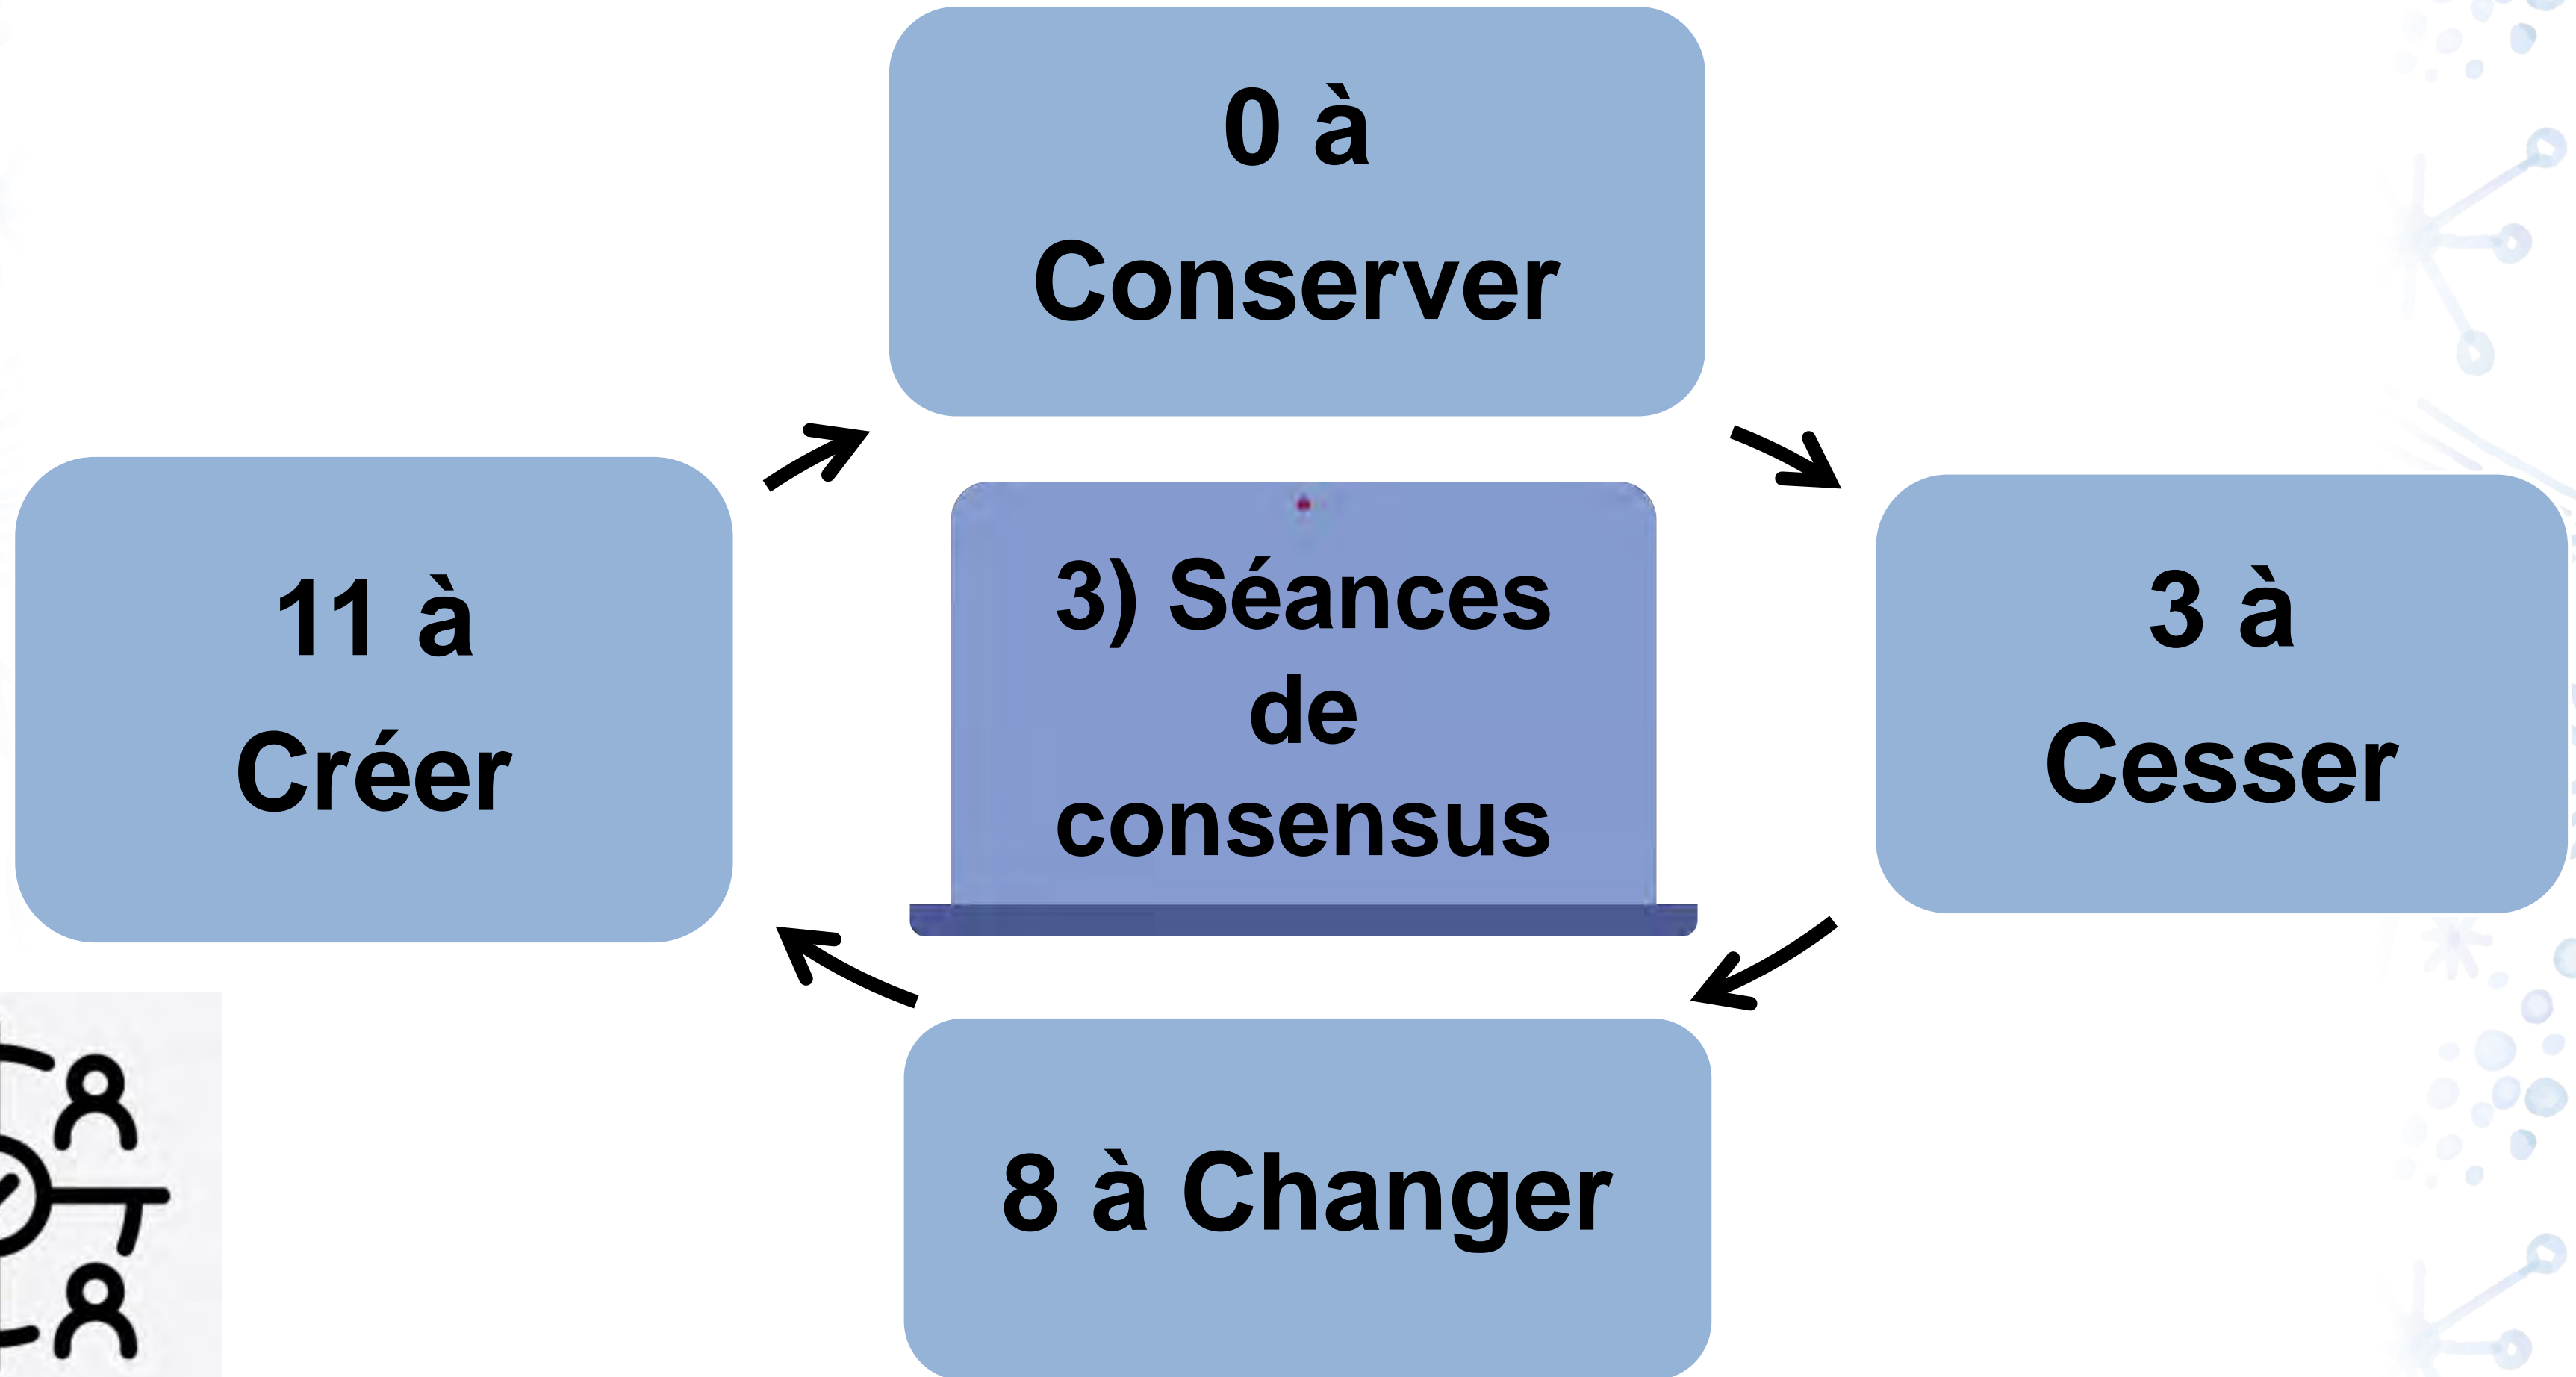 0 à
Conserver
11 à
Créer
3) Séances
de
consensus
3 à
Cesser
8 à Changer